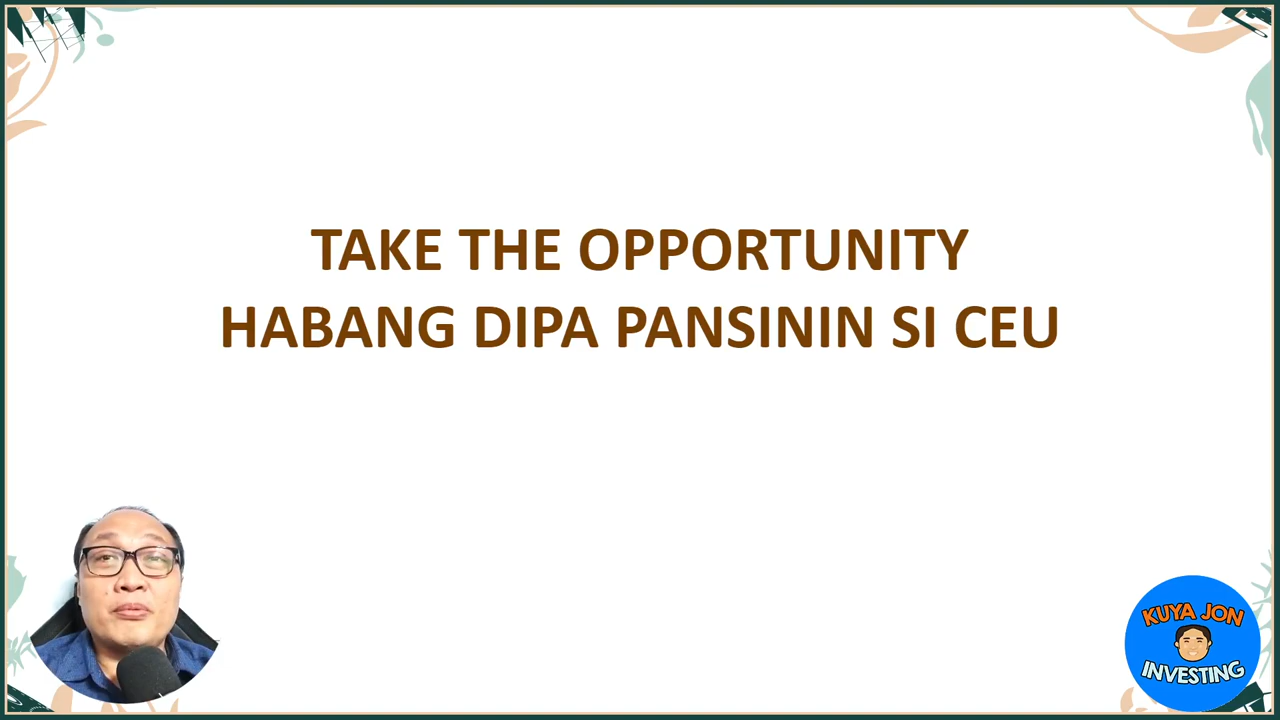 TAKE THE OPPORTUNITY
HABANG DIPA PANSININ SI CEU
KUYA JON
INVESTING